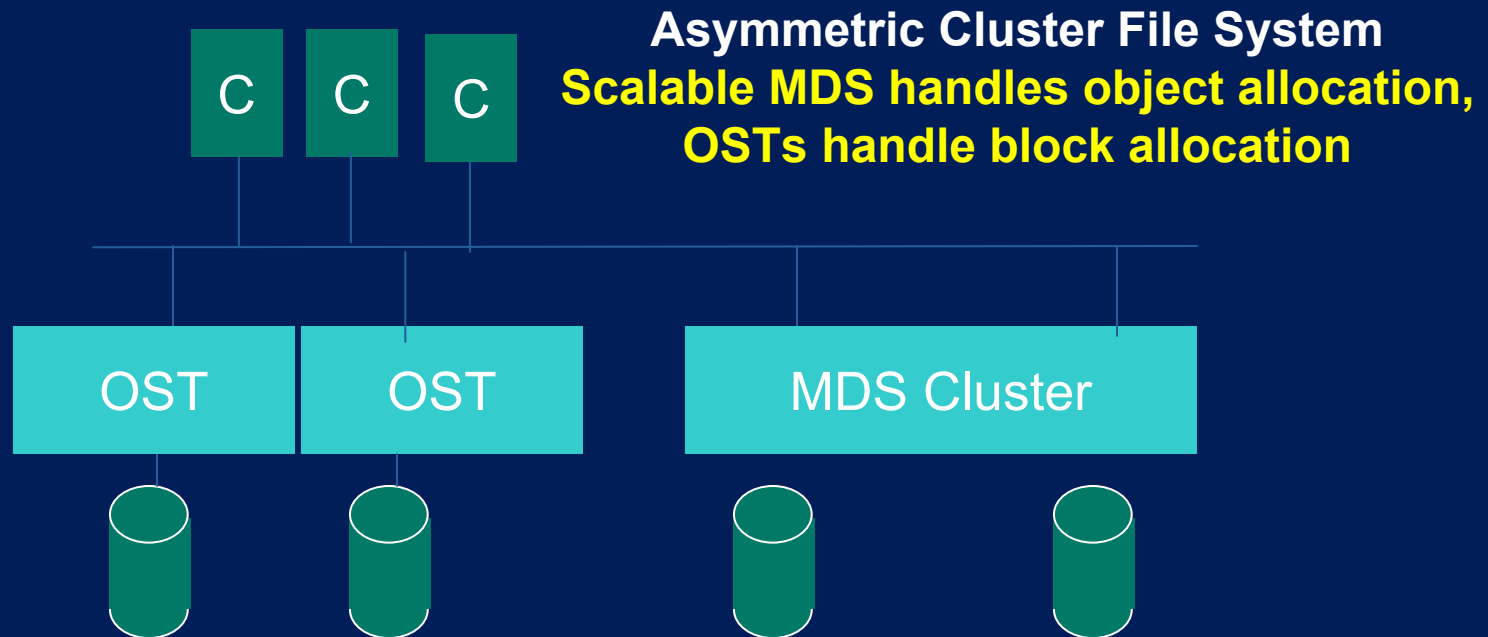 Asymmetric Cluster File System
Scalable MDS handles object allocation,
OSTs handle block allocation
C
C
C
OST
OST
MDS Cluster